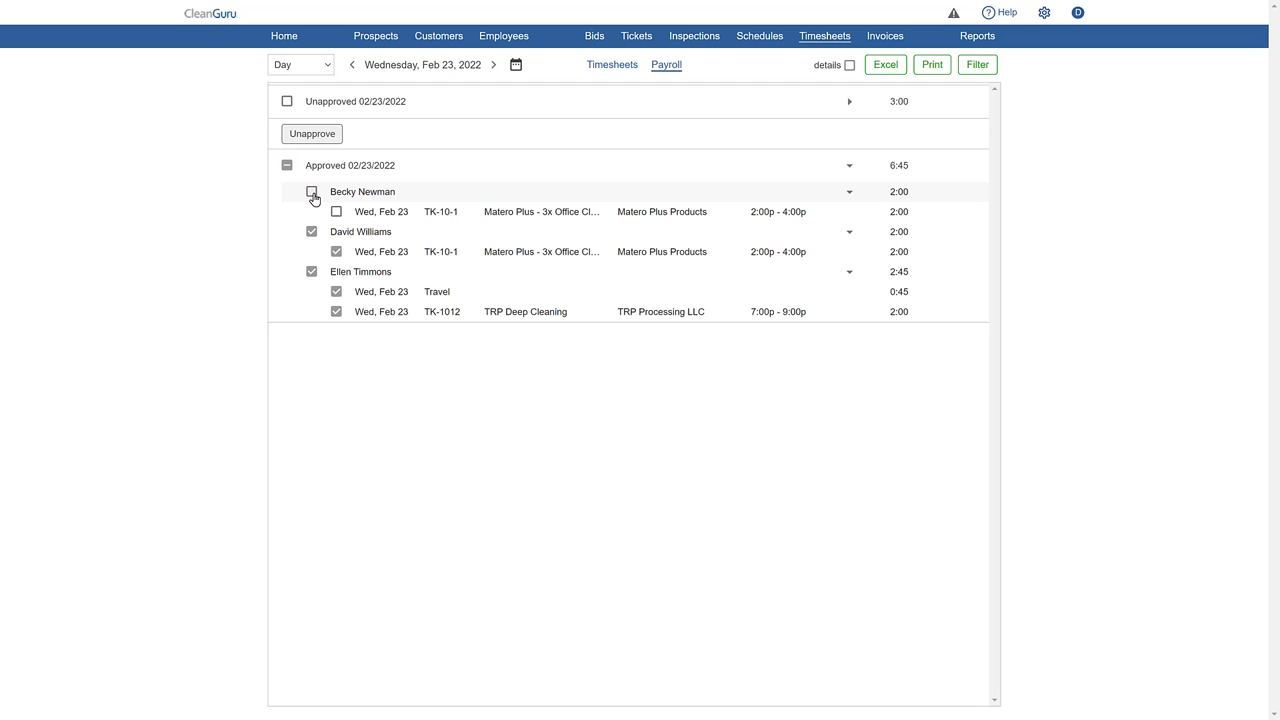 CleanGuru Help D
Home Prospects Customers Employees Bids Tickets Inspections Schedules Timesheets Invoices Reports
Day Wednesday, Feb 23, 2022 Timesheets Payroll details Excel Print Filter
Unapproved 02/23/2022 3:00
Unapprove
Approved 02/23/2022 6:45
Becky Newman 2:00
Wed, Feb 23 TK-10-1 Matero Plus - 3x Office Cl... Matero Plus Products 2:00p - 4:00p 2:00
David Williams 2:00
Wed, Feb 23 TK-10-1 Matero Plus - 3x Office Cl... Matero Plus Products 2:00p - 4:00p 2:00
Ellen Timmons 2:45
Wed, Feb 23 Travel 0:45
Wed, Feb 23 TK-1012 TRP Deep Cleaning TRP Processing LLC 7:00p - 9:00p 2:00